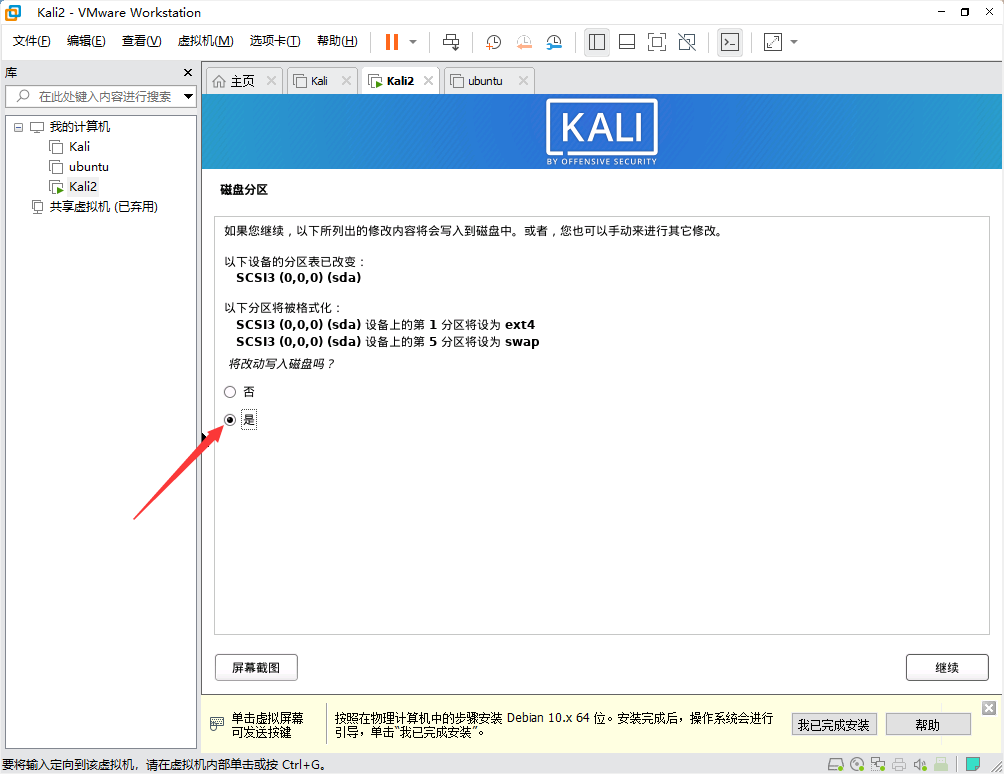 Kali2 - VMware Workstation
文件(F) 编辑(E) 查看(V) 虚拟机(M) 选项卡(T) 帮助(H)
库
在此处键入内容进行搜索
我的计算机
Kali
ubuntu
Kali2
共享虚拟机 (已弃用)
主页 Kali Kali2 ubuntu
KALI
BY OFFENSIVE SECURITY
磁盘分区
如果您继续，以下所列出的修改内容将会写入到磁盘中。或者，您也可以手动来进行其它修改。
以下设备的分区表已改变：
SCSI3 (0,0,0) (sda)
以下分区将被格式化：
SCSI3 (0,0,0) (sda) 设备上的第 1 分区将设为 ext4
SCSI3 (0,0,0) (sda) 设备上的第 5 分区将设为 swap
将改动写入磁盘吗？
否
是
屏幕截图 继续
单击虚拟屏幕
可发送按键
按照在物理计算机中的步骤安装 Debian 10.x 64 位。安装完成后，操作系统会进行
引导，单击“我已完成安装”。
我已完成安装 帮助
要将输入定向到该虚拟机，请在虚拟机内部单击或按 Ctrl+G。